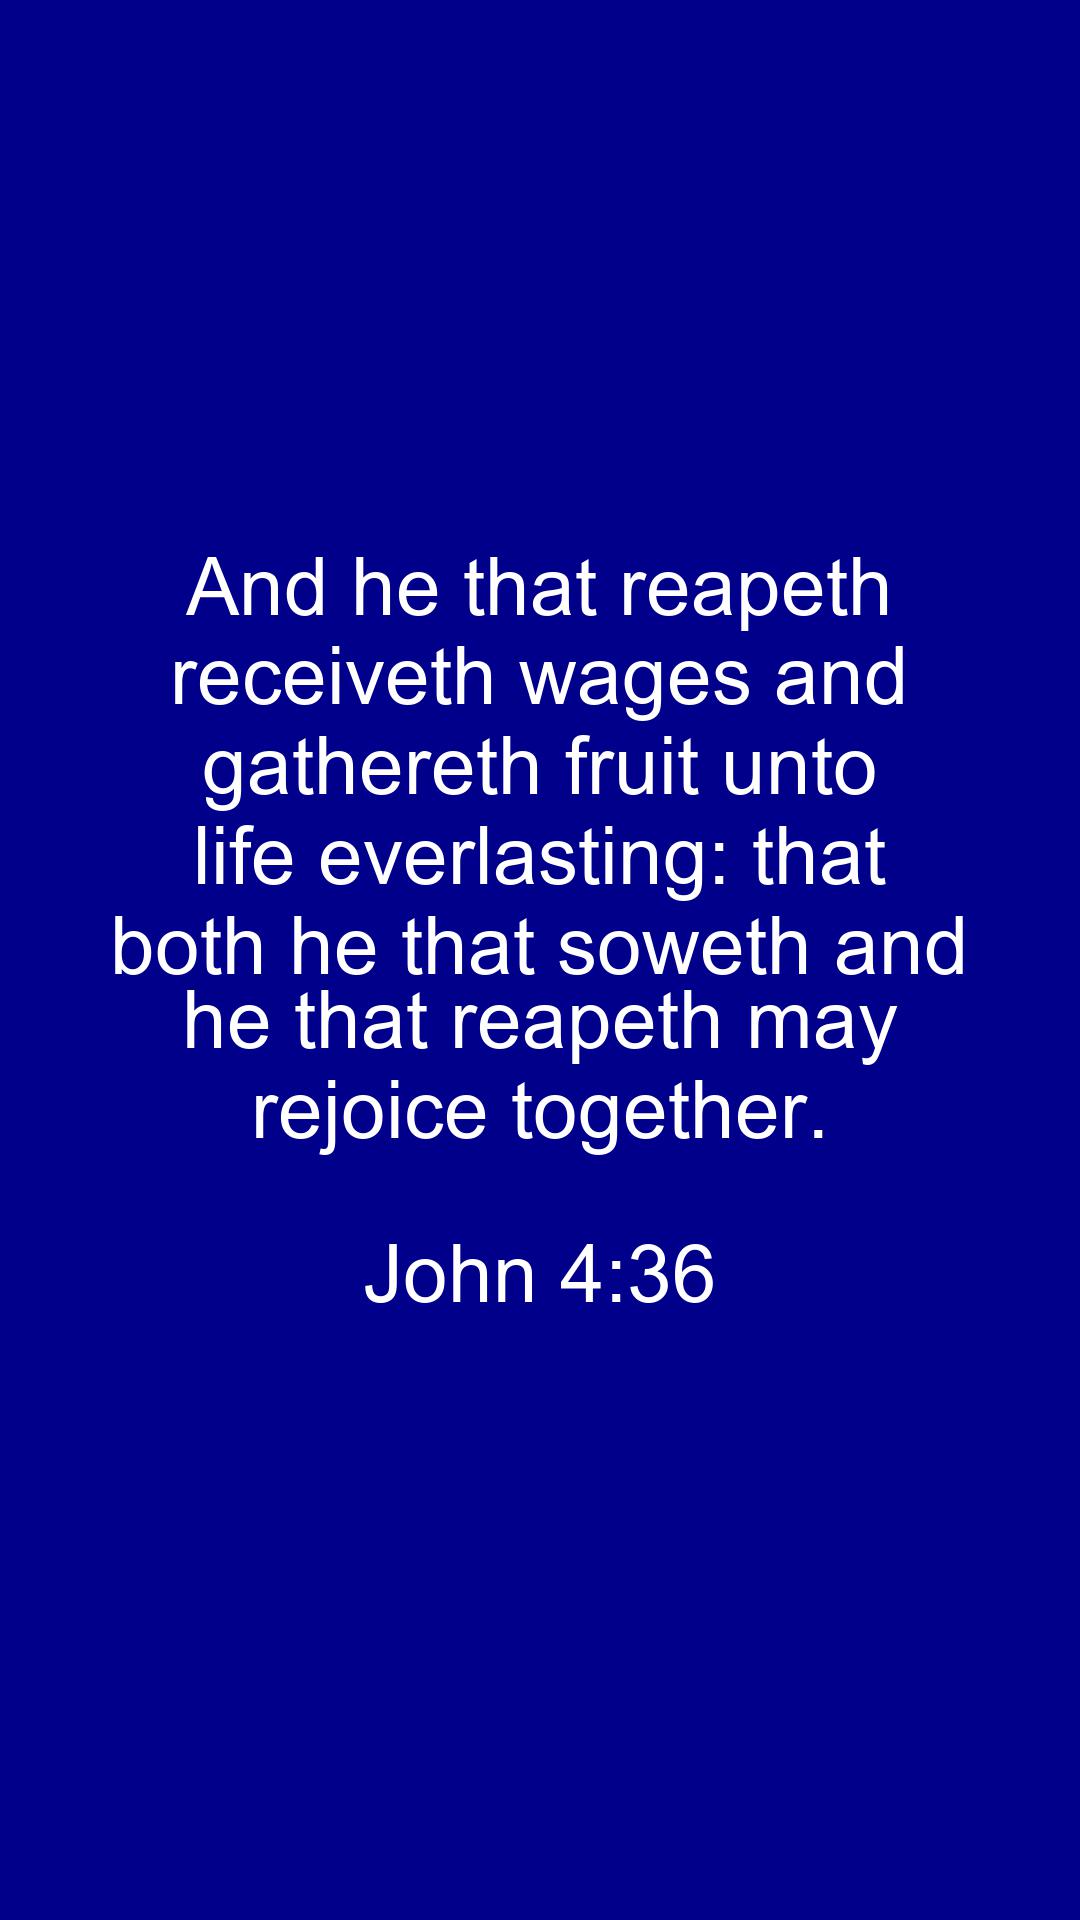 And he that reapeth
receiveth wages and
gathereth fruit unto
life everlasting: that
both he that soweth and
he that reapeth may
rejoice together.
John 4:36